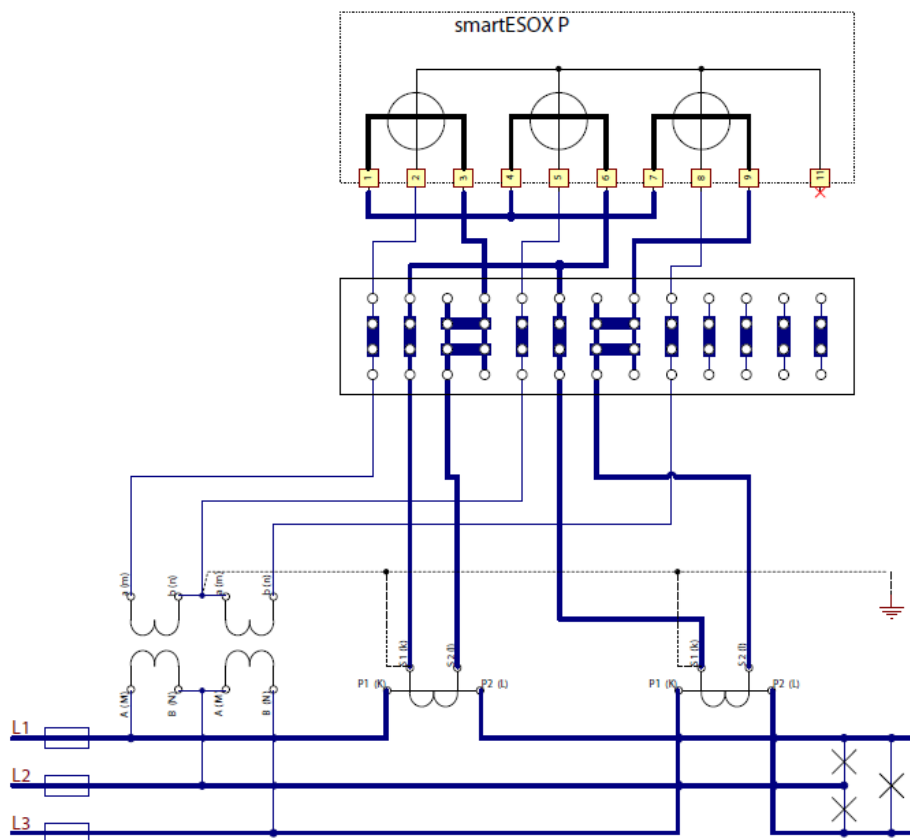 smartESOX P
1 2 3 4 5 6 7 8 9 11
a (m) b (n) a (m) b (n)
S1 (k) S2 (l) S1 (k) S2 (l)
P1 (K) P2 (L) P1 (K) P2 (L)
A (M) B (N) A (M) B (N)
L1
L2
L3